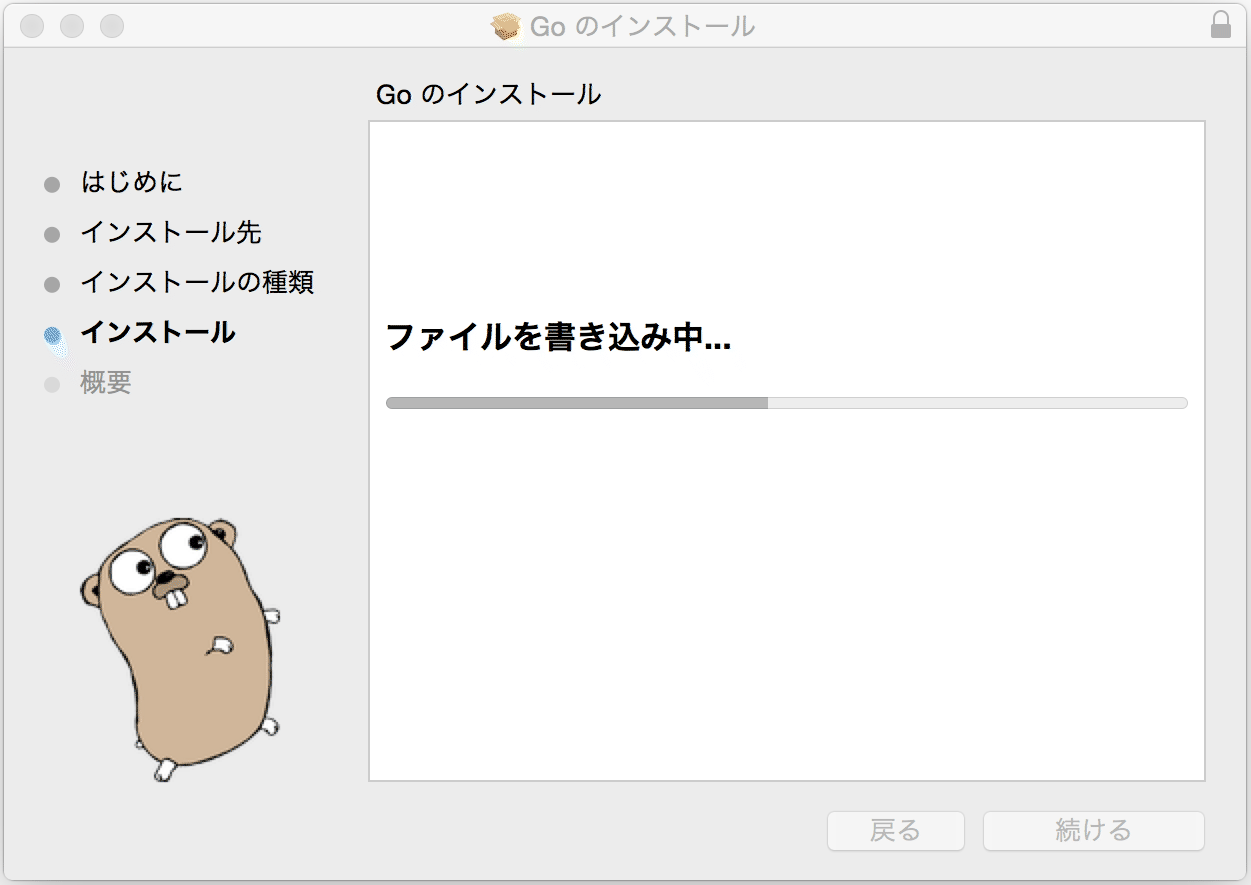 Go のインストール
Go のインストール
はじめに
インストール先
インストールの種類
インストール
概要
ファイルを書き込み中...
戻る
続ける